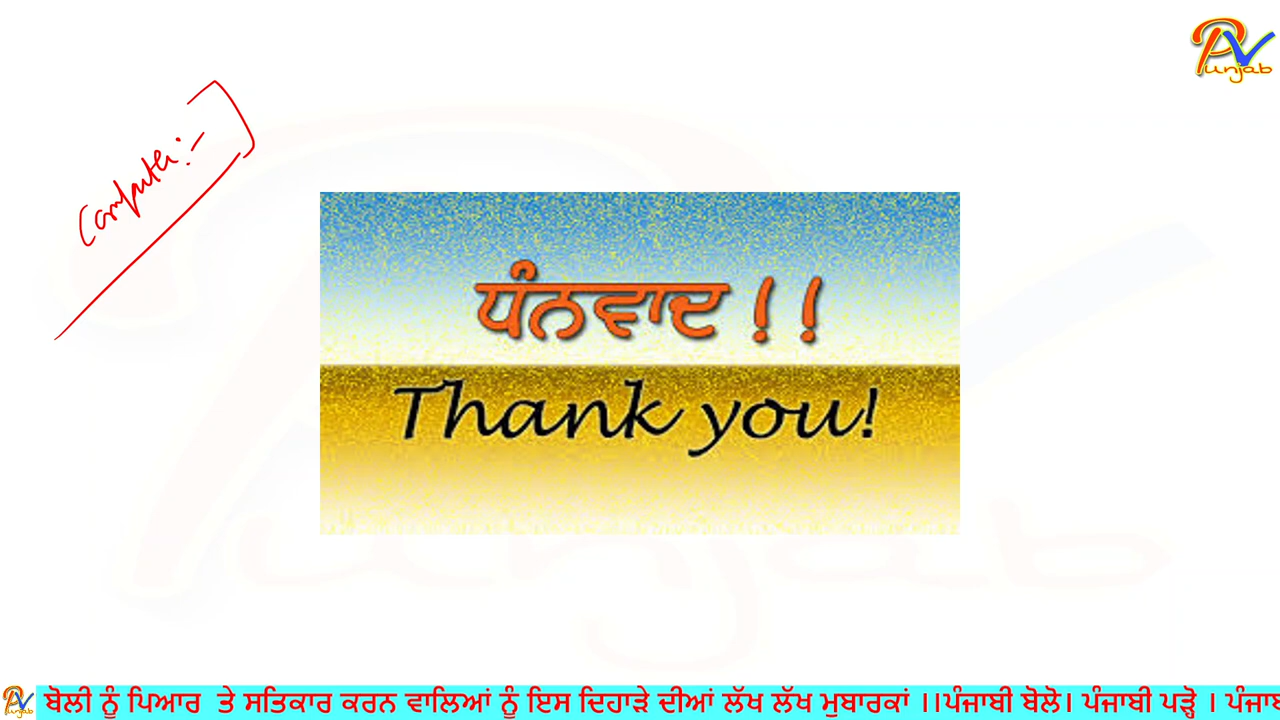 Punjab
Computer:-
ਧੰਨਵਾਦ !!
Thank you!
ਬੋਲੀ ਨੂੰ ਪਿਆਰ ਤੇ ਸਤਿਕਾਰ ਕਰਨ ਵਾਲਿਆਂ ਨੂੰ ਇਸ ਦਿਹਾੜੇ ਦੀਆਂ ਲੱਖ ਲੱਖ ਮੁਬਾਰਕਾਂ ।।ਪੰਜਾਬੀ ਬੋਲੋ। ਪੰਜਾਬੀ ਪੜ੍ਹੋ ।